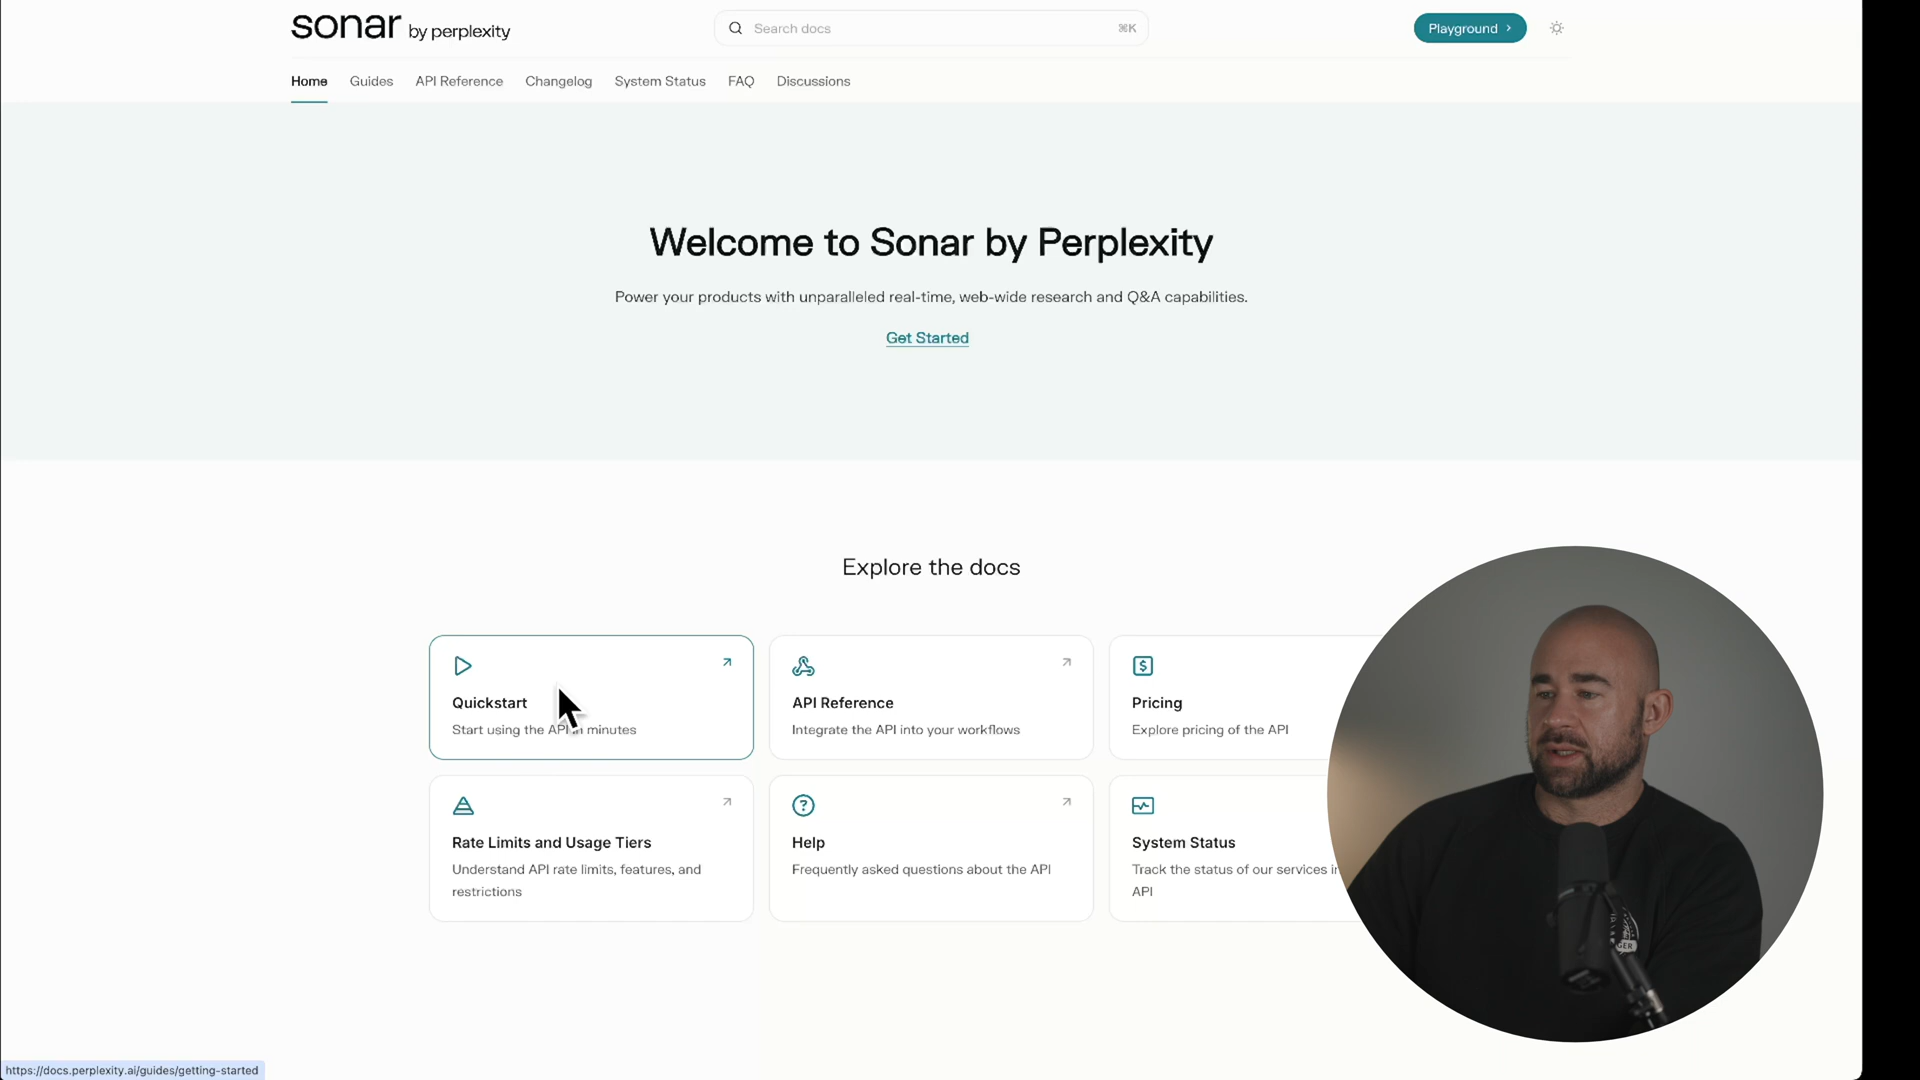 sonar by perplexity
Search docs
⌘K
Playground
Home
Guides
API Reference
Changelog
System Status
FAQ
Discussions
Welcome to Sonar by Perplexity
Power your products with unparalleled real-time, web-wide research and Q&A capabilities.
Get Started
Explore the docs
Quickstart
Start using the API in minutes
API Reference
Integrate the API into your workflows
Pricing
Explore pricing of the API
Rate Limits and Usage Tiers
Understand API rate limits, features, and
restrictions
Help
Frequently asked questions about the API
System Status
Track the status of our services
API
https://docs.perplexity.ai/guides/getting-started